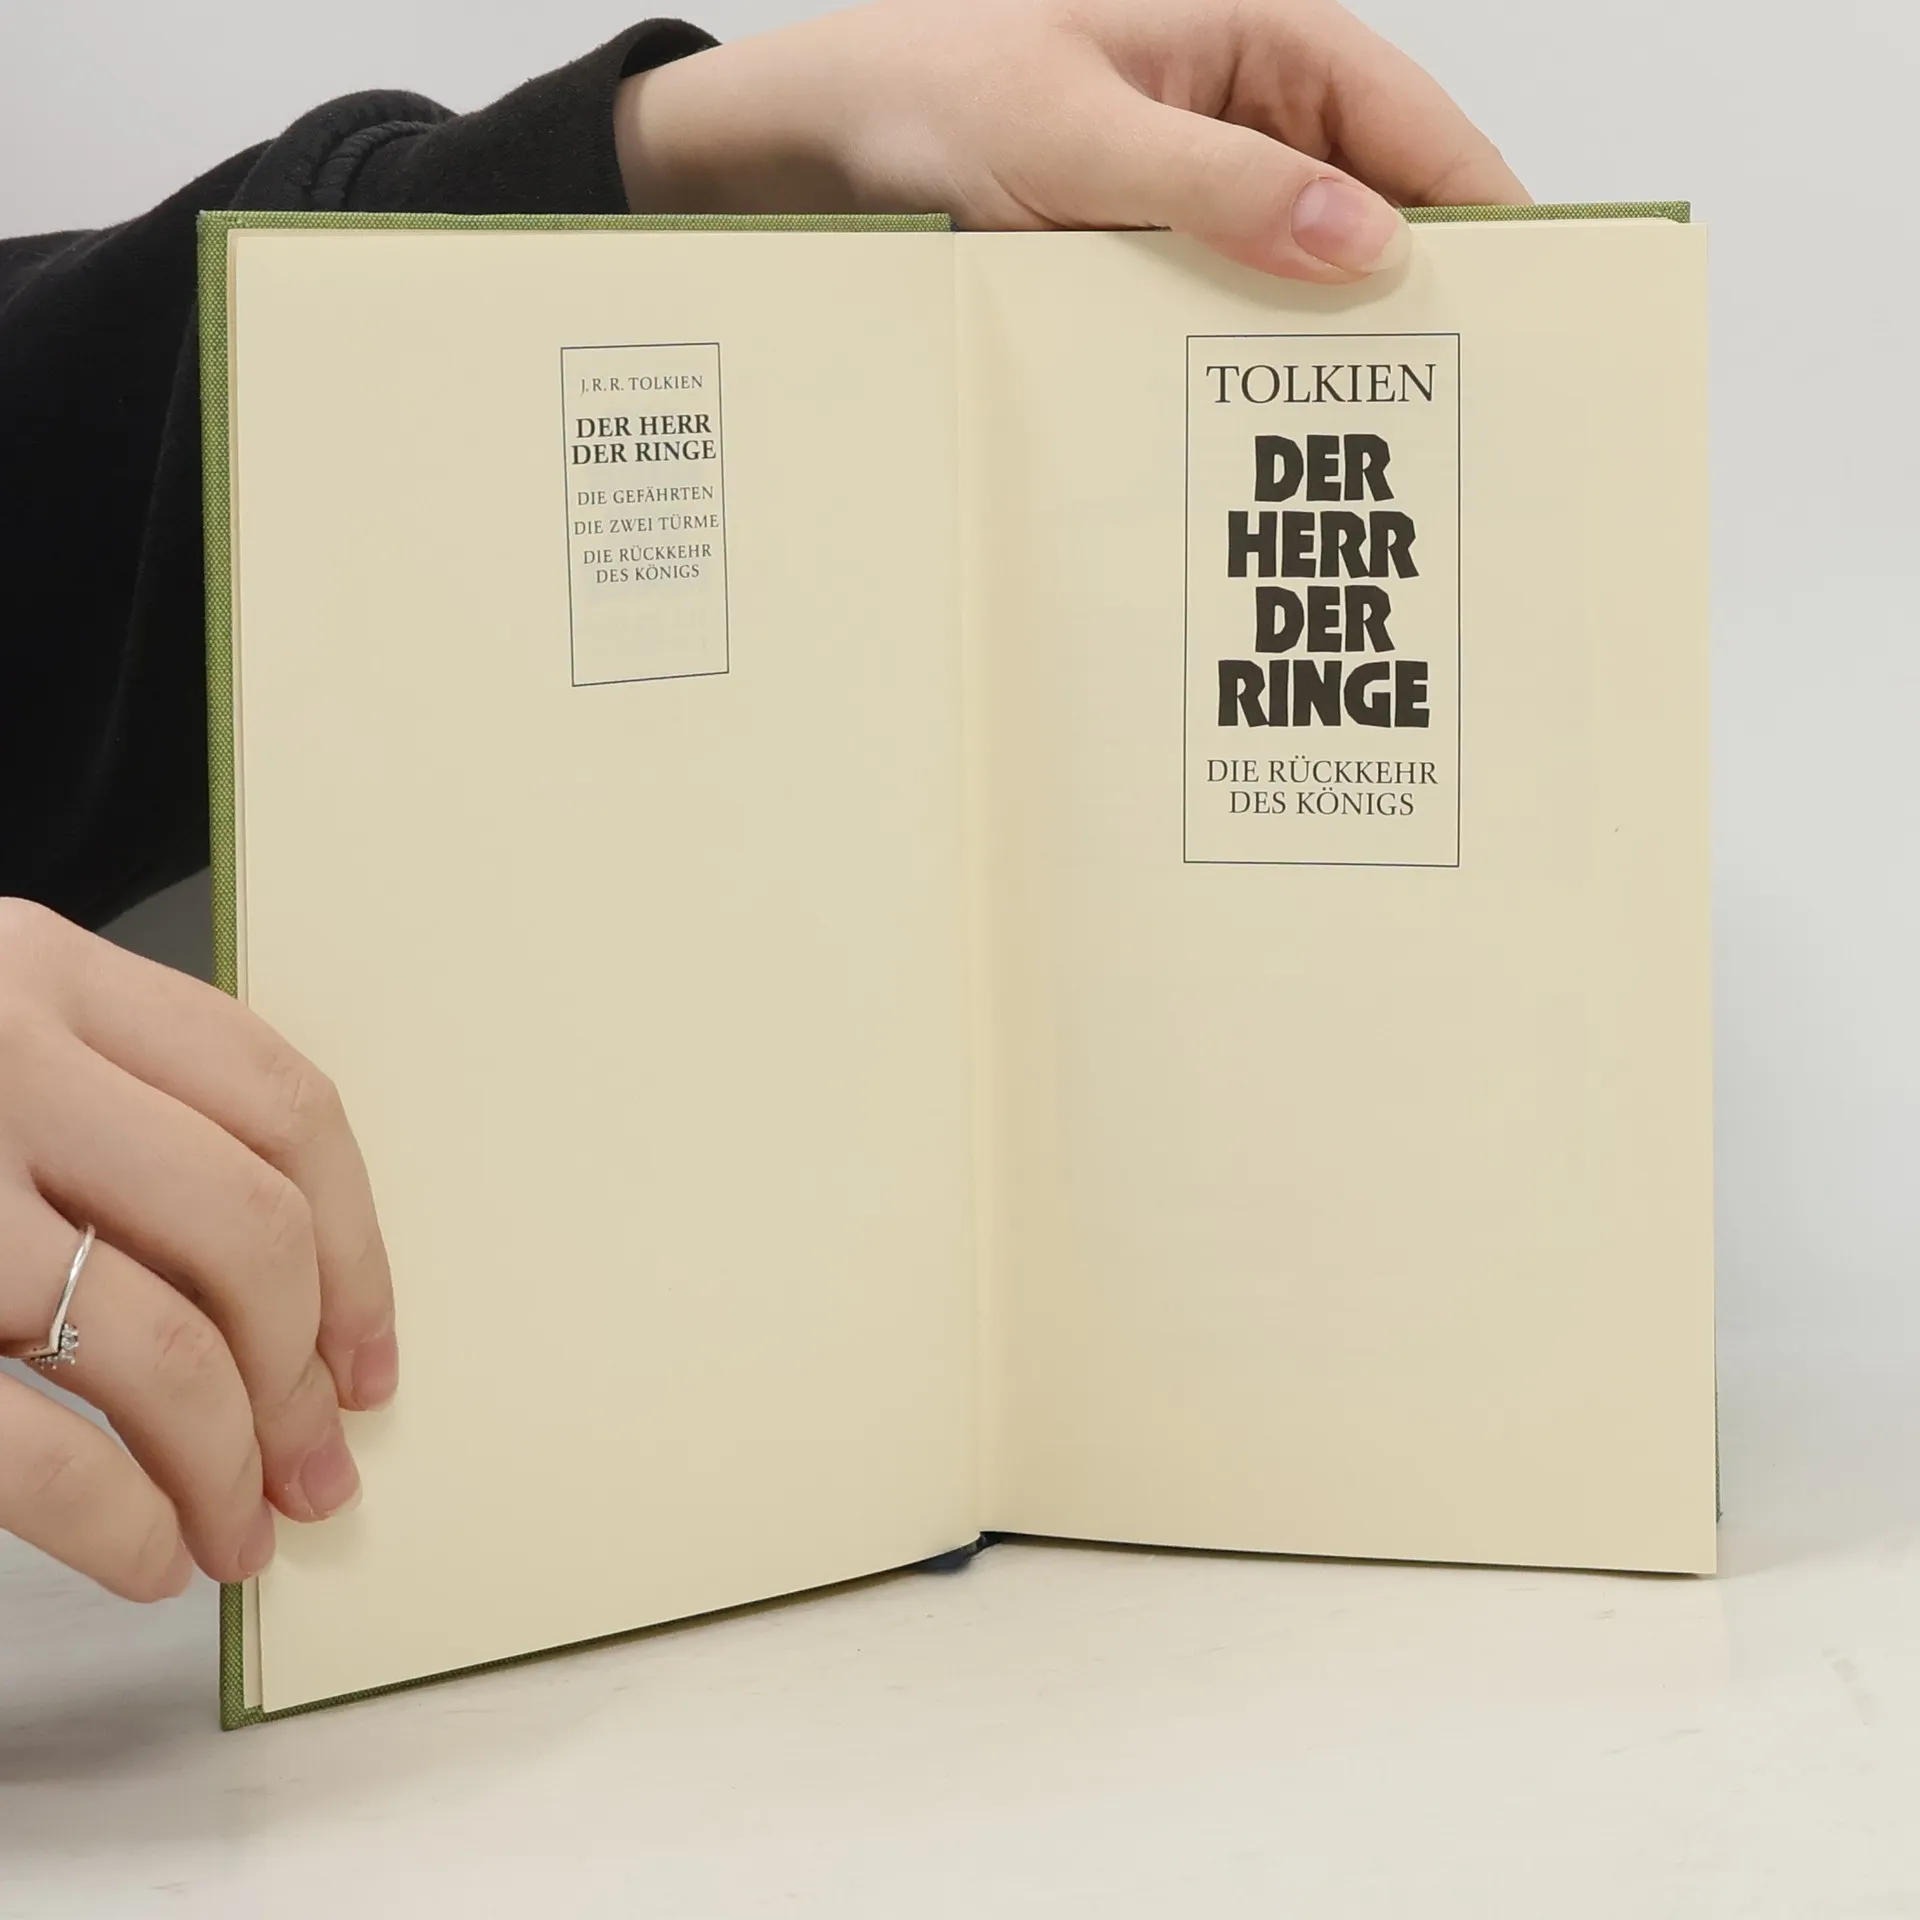 J.R.R. TOLKIEN
DER HERR
DER RINGE
DIE GEFÄHRTEN
DIE ZWEI TÜRME
DIE RÜCKKEHR
DES KÖNIGS
TOLKIEN
DER
HERR
DER
RINGE
DIE RÜCKKEHR
DES KÖNIGS